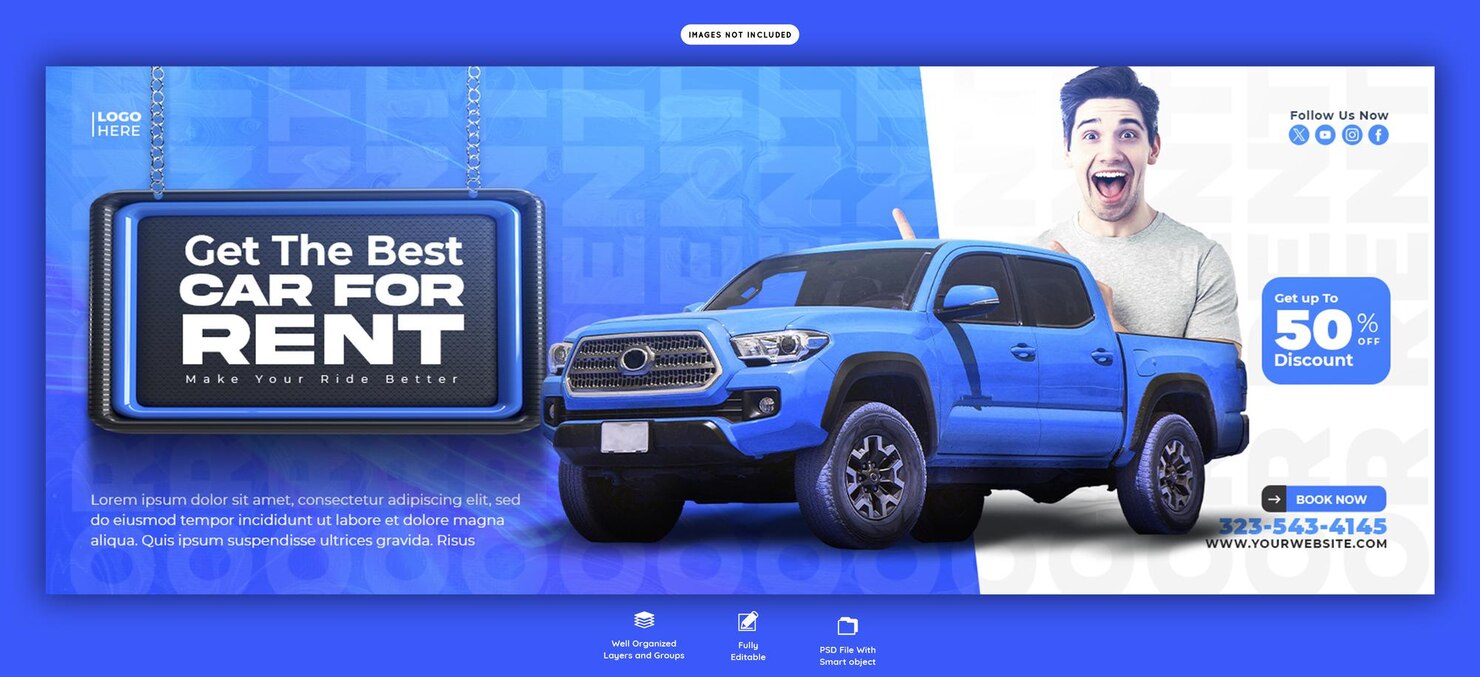 IMAGES NOT INCLUDED
LOGO
HERE
Get The Best
CAR FOR
RENT
Make Your Ride Better
Lorem ipsum dolor sit amet, consectetur adipiscing elit, sed
do eiusmod tempor incididunt ut labore et dolore magna
aliqua. Quis ipsum suspendisse ultrices gravida. Risus
Follow Us Now
Get up To
50%
OFF
Discount
BOOK NOW
323-543-4145
WWW.YOURWEBSITE.COM
Well Organized
Layers and Groups
Fully
Editable
PSD File With
Smart object